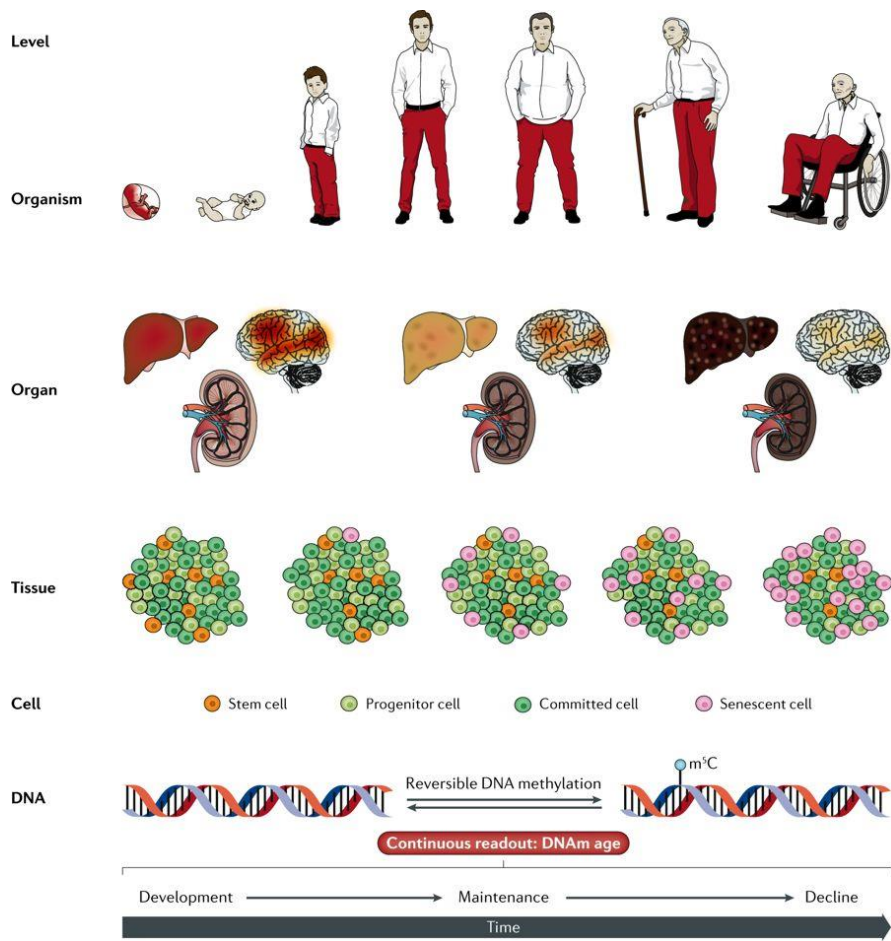 Level
Organism
Organ
Tissue
Cell
Stem cell
Progenitor cell
Committed cell
Senescent cell
DNA
Reversible DNA methylation
m⁵C
Continuous readout: DNAm age
Development
Maintenance
Decline
Time